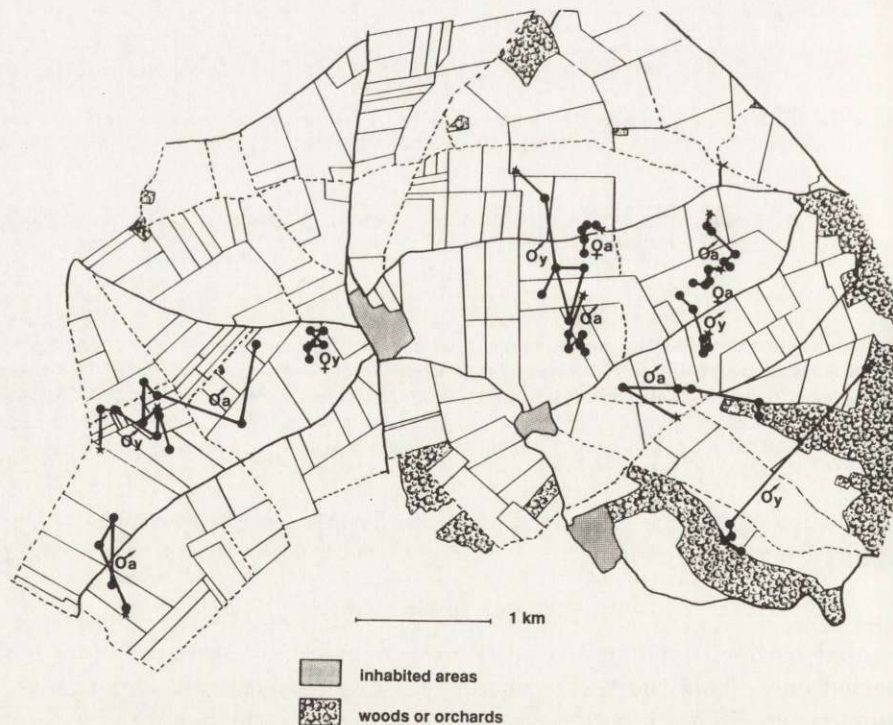 ♀a
♂y
♂a
♂a
♂y
♀y
♂a
♂a
♂y
♂y
♂a
1 km
inhabited areas
woods or orchards